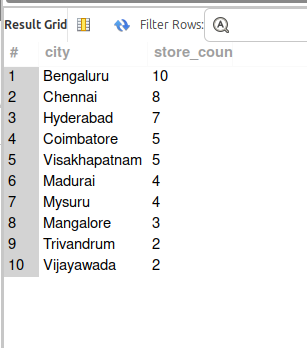 Result Grid Filter Rows:
# city store_coun
1 Bengaluru 10
2 Chennai 8
3 Hyderabad 7
4 Coimbatore 5
5 Visakhapatnam 5
6 Madurai 4
7 Mysuru 4
8 Mangalore 3
9 Trivandrum 2
10 Vijayawada 2